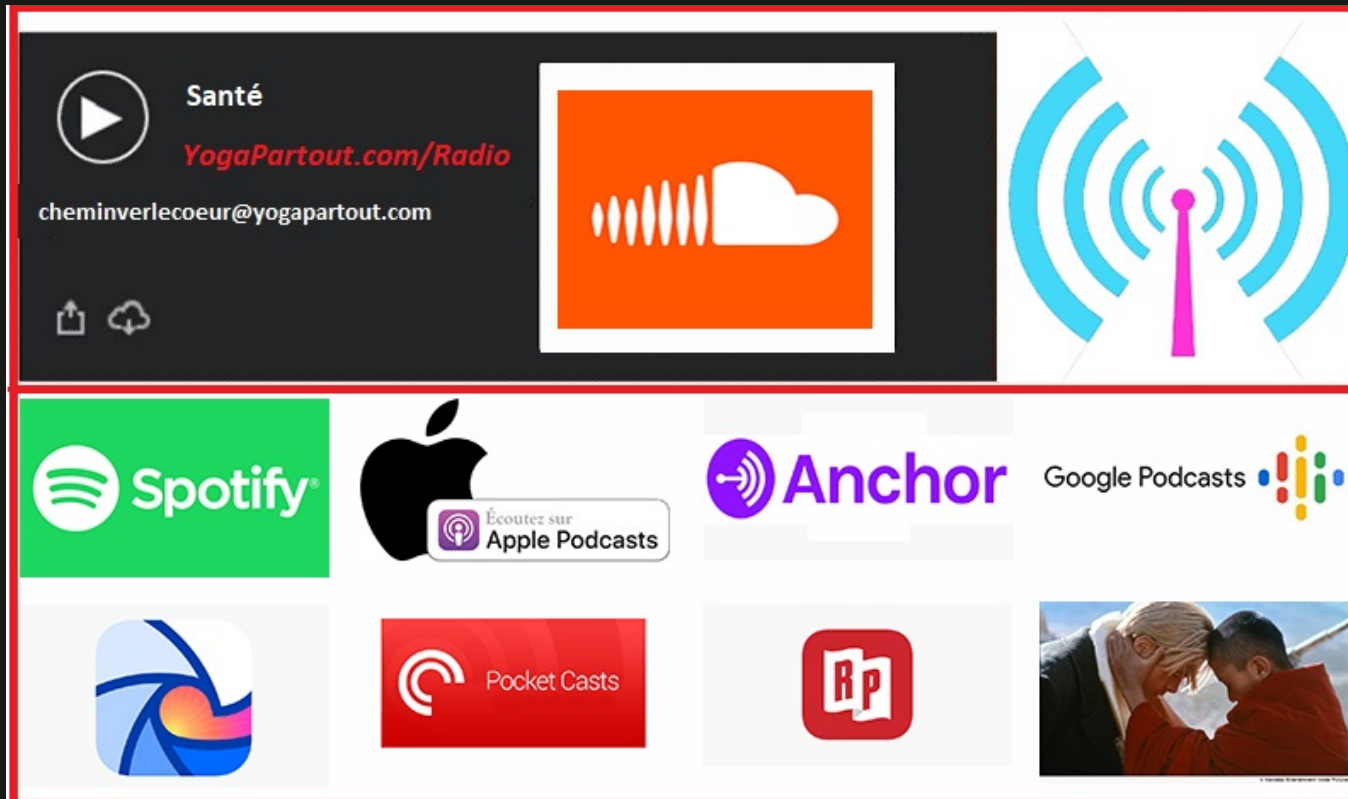 Santé
YogaPartout.com/Radio
cheminverlecoeur@yogapartout.com
Spotify®
Écoutez sur
Apple Podcasts
Anchor
Google Podcasts
Pocket Casts
RP